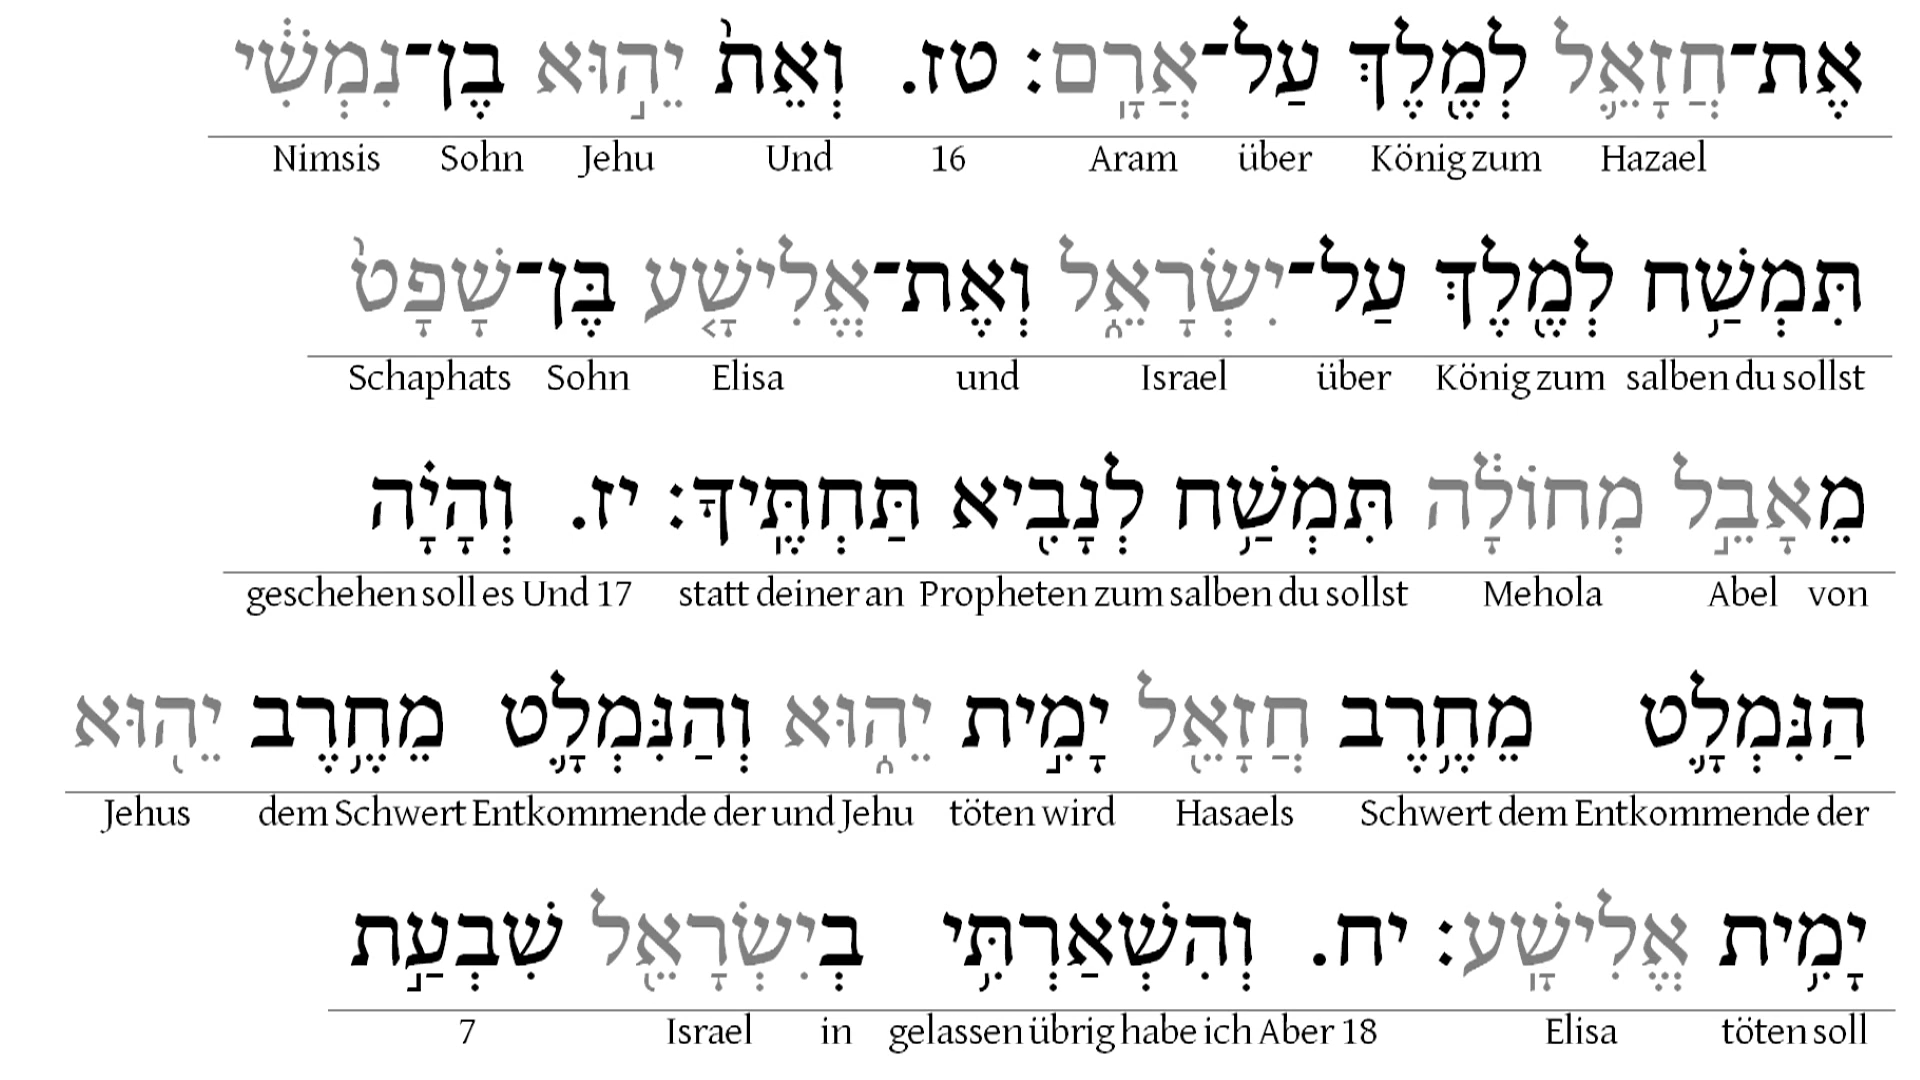 אֶת־חֲזָאֵ֛ל לְמֶ֖לֶךְ עַל־אֲרָֽם׃ טז. וְאֵת֙ יֵה֣וּא בֶן־נִמְשִׁ֔י
Nimsis Sohn Jehu Und 16 Aram über König zum Hazael
תִּמְשַׁ֥ח לְמֶ֖לֶךְ עַל־יִשְׂרָאֵ֑ל וְאֶת־אֱלִישָׁ֤ע בֶּן־שָׁפָט֙
Schaphats Sohn Elisa und Israel über König zum salben du sollst
מֵאָבֵ֣ל מְחוֹלָ֔ה תִּמְשַׁ֥ח לְנָבִ֖יא תַּחְתֶּֽיךָ׃ יז. וְהָיָ֗ה
geschehen soll es Und 17 statt deiner an Propheten zum salben du sollst Mehola Abel von
הַנִּמְלָ֛ט מֵחֶ֥רֶב חֲזָאֵ֖ל יָמִ֣ית יֵה֑וּא וְהַנִּמְלָ֛ט מֵחֶ֥רֶב יֵה֖וּא
Jehus dem Schwert Entkommende der und Jehu töten wird Hasaels Schwert dem Entkommende der
יָמִ֥ית אֱלִישָֽׁע׃ יח. וְהִשְׁאַרְתִּ֥י בְיִשְׂרָאֵ֖ל שִׁבְעַ֣ת
7 Israel in gelassen übrig habe ich Aber 18 Elisa töten soll